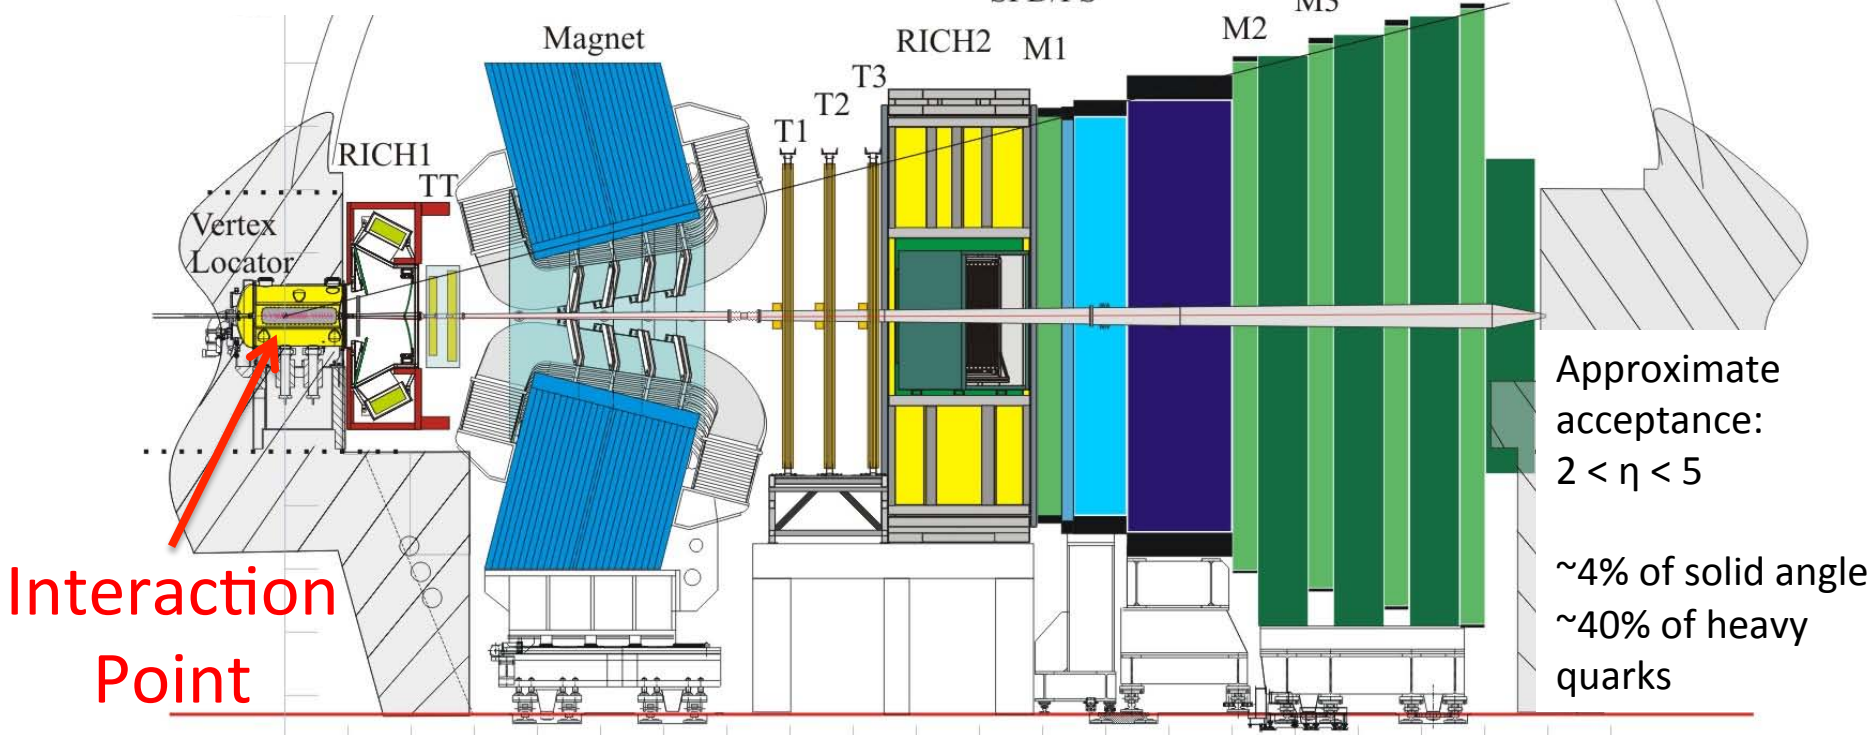 Magnet
RICH2
M1
M2
T3
T2
T1
RICH1
TT
Vertex
Locator
Interaction
Point
Approximate
acceptance:
2 < η < 5
~4% of solid angle
~40% of heavy
quarks